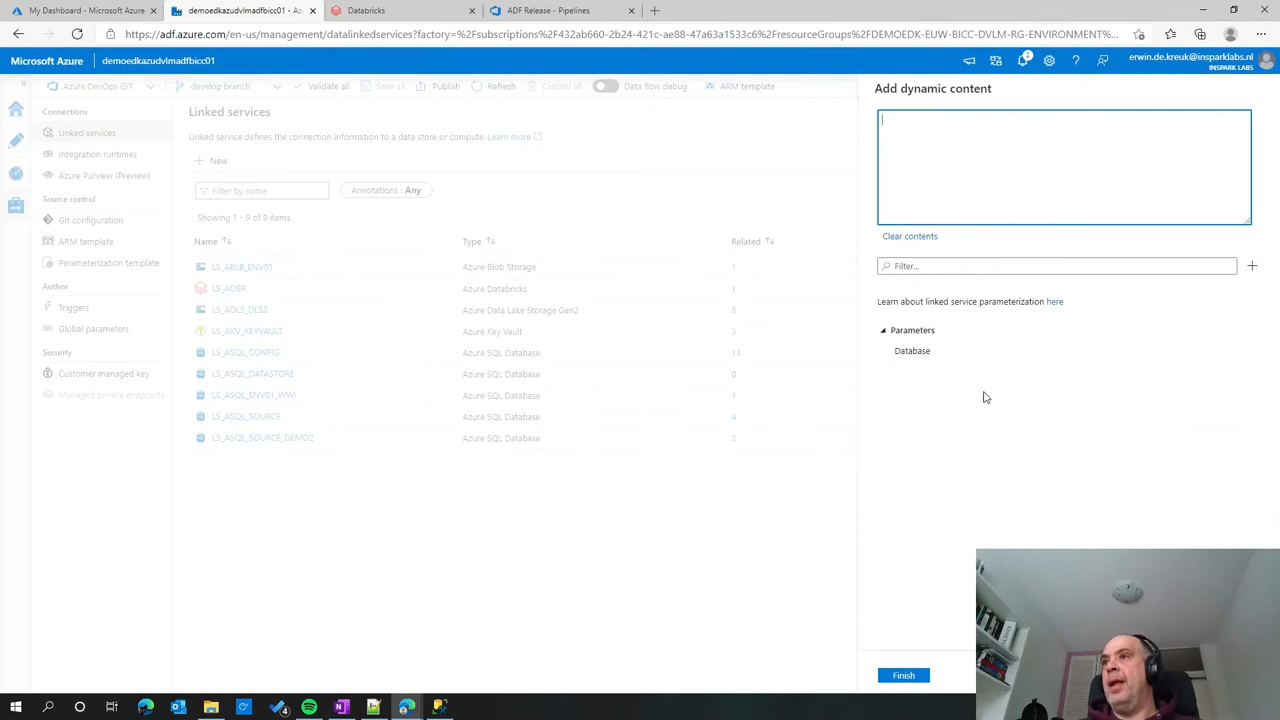 My Dashboard - Microsoft Azure
demoedkazudvlmadfbicc01 - Azur
Databricks
ADF Release - Pipelines
https://adf.azure.com/en-us/management/datalinkedservices?factory=%2Fsubscriptions%2F432ab660-2b24-421c-ae88-47a63a1533c6%2FresourceGroups%2FDEMOEDK-EUW-BICC-DVLM-RG-ENVIRONMENT%...
Microsoft Azure
demoedkazudvlmadfbicc01
2
erwin.de.kreuk@insparklabs.nl
INSPARK LABS
Azure DevOps GIT
develop branch
Validate all
Save all
Publish
Refresh
Discard all
Data flow debug
ARM template
Add dynamic content
Connections
Linked services
Integration runtimes
Azure Purview (Preview)
Source control
Git configuration
ARM template
Parameterization template
Author
Triggers
Global parameters
Security
Customer managed key
Managed private endpoints
Linked services
Linked service defines the connection information to a data store or compute. Learn more
New
Filter by name
Annotations : Any
Showing 1 - 9 of 9 items
Name Type Related
LS_ABLB_ENV01 Azure Blob Storage 1
LS_ADBR Azure Databricks 1
LS_ADLS_DLS2 Azure Data Lake Storage Gen2 8
LS_AKV_KEYVAULT Azure Key Vault 3
LS_ASQL_CONFIG Azure SQL Database 13
LS_ASQL_DATASTORE Azure SQL Database 0
LS_ASQL_ENV01_WWI Azure SQL Database 1
LS_ASQL_SOURCE Azure SQL Database 4
LS_ASQL_SOURCE_DEMO2 Azure SQL Database 2
Clear contents
Filter...
Learn about linked service parameterization here
Parameters
Database
Finish